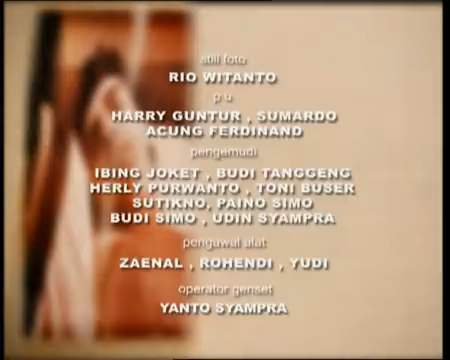 still foto
RIO WITANTO
p u
HARRY GUNTUR , SUMARDO
ACUNG FERDINAND
pengemudi
IBING JOKET , BUDI TANGGENG
HERLY PURWANTO , TONI BUSER
SUTIKNO, PAINO SIMO
BUDI SIMO , UDIN SYAMPRA
pengawal alat
ZAENAL , ROHENDI , YUDI
operator genset
YANTO SYAMPRA